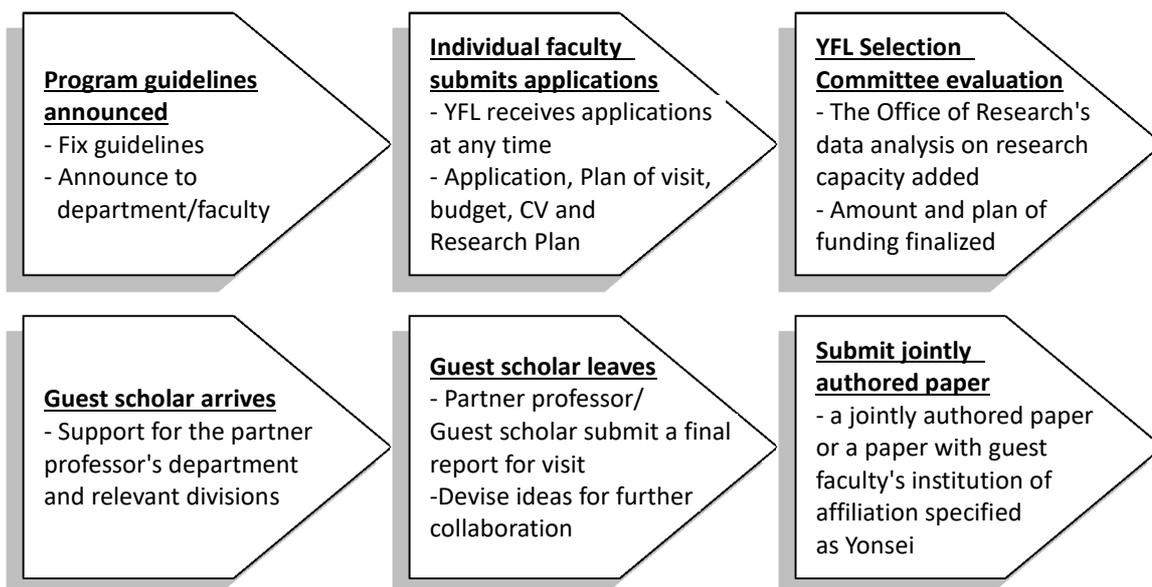 Program guidelines
announced
- Fix guidelines
- Announce to
department/faculty
Individual faculty
submits applications
- YFL receives applications
at any time
- Application, Plan of visit,
budget, CV and
Research Plan
YFL Selection
Committee evaluation
- The Office of Research's
data analysis on research
capacity added
- Amount and plan of
funding finalized
Guest scholar arrives
- Support for the partner
professor's department
and relevant divisions
Guest scholar leaves
- Partner professor/
Guest scholar submit a final
report for visit
-Devise ideas for further
collaboration
Submit jointly
authored paper
- a jointly authored paper
or a paper with guest
faculty's institution of
affiliation specified
as Yonsei